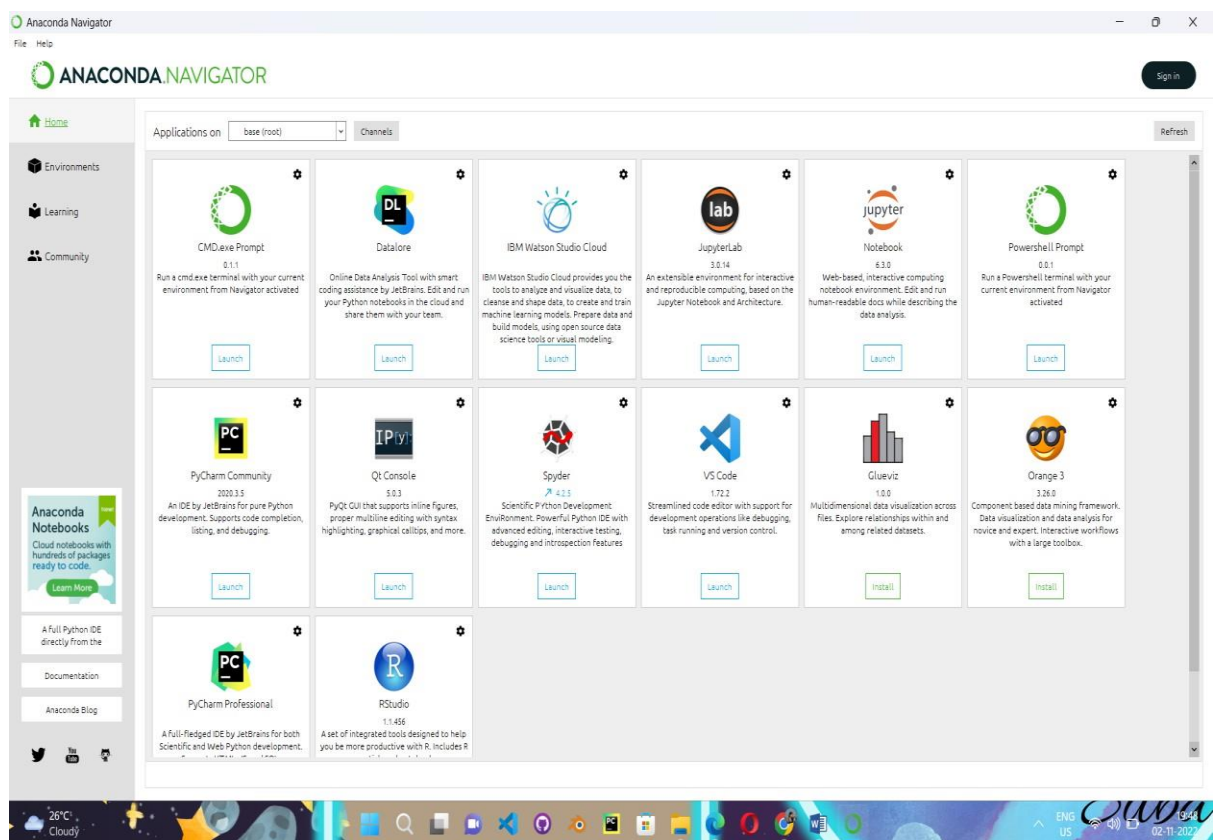 Anaconda Navigator
File Help
ANACONDA.NAVIGATOR
Sign in
Home
Environments
Learning
Community
Applications on base (root) Channels
Refresh
DL
lab
jupyter
CMD.exe Prompt
0.1.1
Run a cmd.exe terminal with your current
environment from Navigator activated
Launch
Datalore
Online Data Analysis Tool with smart
coding assistance by JetBrains. Edit and run
your Python notebooks in the cloud and
share them with your team.
Launch
IBM Watson Studio Cloud
IBM Watson Studio Cloud provides you the
tools to analyze and visualize data, to
cleanse and shape data, to create and train
machine learning models. Prepare data and
build models, using open source data
science tools or visual modeling.
Launch
JupyterLab
3.0.14
An extensible environment for interactive
and reproducible computing, based on the
Jupyter Notebook and Architecture.
Launch
Notebook
6.3.0
Web-based, interactive computing
notebook environment. Edit and run
human-readable docs while describing the
data analysis.
Launch
Powershell Prompt
0.0.1
Run a Powershell terminal with your
current environment from Navigator
activated
Launch
PC
PyCharm Community
2020.3.5
An IDE by JetBrains for pure Python
development. Supports code completion,
listing, and debugging.
Launch
IP[y]:
Qt Console
5.0.3
PyQt GUI that supports inline figures,
proper multiline editing with syntax
highlighting, graphical calltips, and more.
Launch
Spyder
4.2.5
Scientific PYthon Development
EnviRonment. Powerful Python IDE with
advanced editing, interactive testing,
debugging and introspection features
Launch
VS Code
1.72.2
Streamlined code editor with support for
development operations like debugging,
task running and version control.
Launch
Glueviz
1.0.0
Multidimensional data visualization across
files. Explore relationships within and
among related datasets.
Install
Orange 3
3.26.0
Component based data mining framework.
Data visualization and data analysis for
novice and expert. Interactive workflows
with a large toolbox.
Install
PC
PyCharm Professional
A full-fledged IDE by JetBrains for both
Scientific and Web Python development.
R
RStudio
1.1.456
A set of integrated tools designed to help
you be more productive with R. Includes R
Anaconda
Notebooks
Cloud notebooks with
hundreds of packages
ready to code.
Learn More
A full Python IDE
directly from the
Documentation
Anaconda Blog
You
Tube
26°C
Cloudy
ENG
US
19:48
02-11-2022